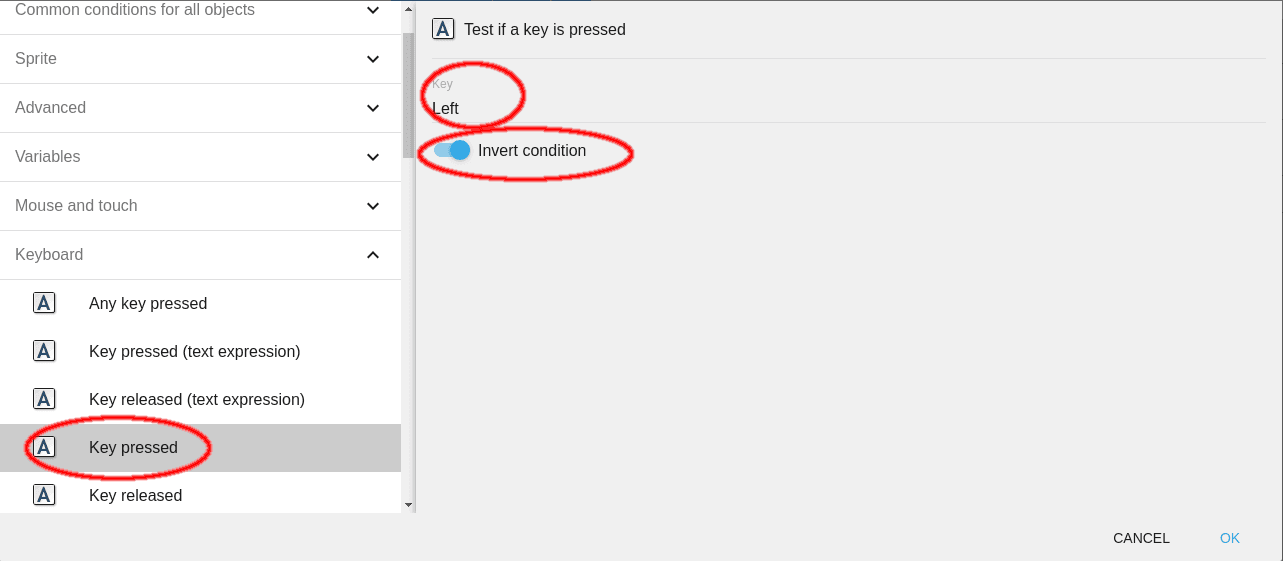 Common conditions for all objects
Sprite
Advanced
Variables
Mouse and touch
Keyboard
A Any key pressed
A Key pressed (text expression)
A Key released (text expression)
A Key pressed
A Key released
A Test if a key is pressed
Key
Left
Invert condition
CANCEL OK